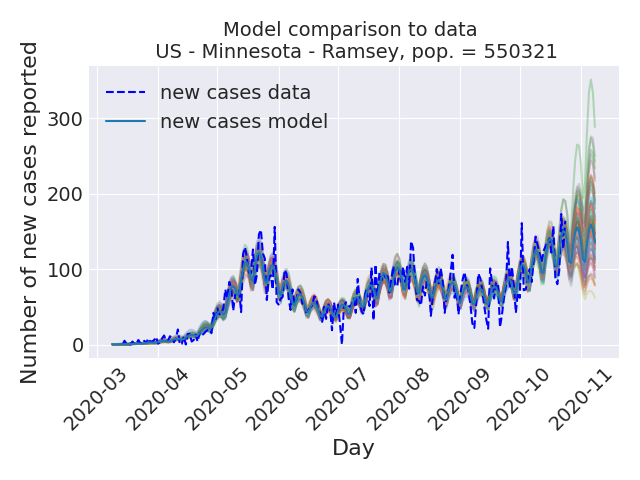 Model comparison to data
US - Minnesota - Ramsey, pop. = 550321
new cases data
new cases model
Number of new cases reported
300
200
100
0
2020-03
2020-04
2020-05
2020-06
2020-07
2020-08
2020-09
2020-10
2020-11
Day